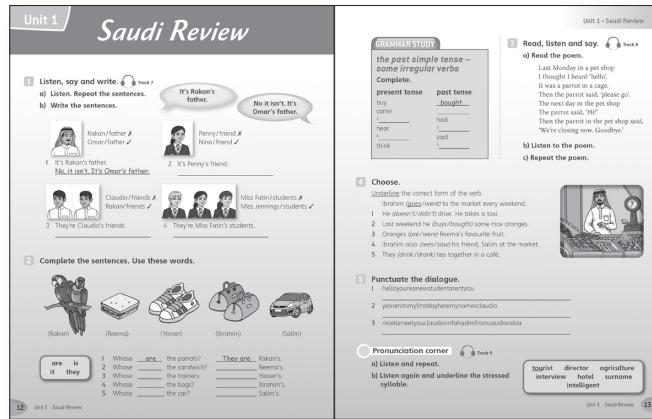 Unit 1
Saudi Review
1 Listen, say and write. Track 7
a) Listen. Repeat the sentences.
b) Write the sentences.
It's Rakan's father.
No it isn't. It's Omar's father.
Rakan/father ✗
Omar/father ✓
1 It's Rakan's father.
No, it isn't. It's Omar's father.
Penny/friend ✗
Nina/friend ✓
2 It's Penny's friend.
Claudio/friends ✗
Rakan/friends ✓
3 They're Claudio's friends.
Miss Fatin/students ✗
Miss Jennings/students ✓
4 They're Miss Fatin's students.
2 Complete the sentences. Use these words.
(Rakan) (Reema) (Yasser) (Ibrahim) (Salim)
are is
it they
1 Whose are the parrots? They are Rakan's.
2 Whose the sandwich? Reema's.
3 Whose the trainers Yasser's.
4 Whose the bags? Ibrahim's.
5 Whose the car? Salim's.
12 Unit 1 Saudi Review
Unit 1 • Saudi Review
GRAMMAR STUDY
the past simple tense –
some irregular verbs
Complete.
present tense past tense
buy bought
come
had
hear
said
think
3 Read, listen and say. Track 8
a) Read the poem.
Last Monday in a pet shop
I thought I heard 'hello'.
It was a parrot in a cage.
Then the parrot said, 'please go'.
The next day in the pet shop
The parrot said, 'Hi!'
Then the parrot in the pet shop said,
'We're closing now. Goodbye.'
b) Listen to the poem.
c) Repeat the poem.
4 Choose.
Underline the correct form of the verb.
Ibrahim (goes/went) to the market every weekend.
1 He (doesn't/didn't) drive. He takes a taxi.
2 Last weekend he (buys/bought) some nice oranges.
3 Oranges (are/were) Reema's favourite fruit.
4 Ibrahim also (sees/saw) his friend, Salim at the market.
5 They (drink/drank) tea together in a café.
5 Punctuate the dialogue.
1 helloyoureanewstudentarentyou
2 yesiamitsmyfirstdayheremynamesclaudio
3 nicetomeetyouclaudioimfahadimfromsaudiarabia
Pronunciation corner Track 9
a) Listen and repeat.
b) Listen again and underline the stressed
syllable.
tourist director agriculture
interview hotel surname
intelligent
Unit 1 Saudi Review 13